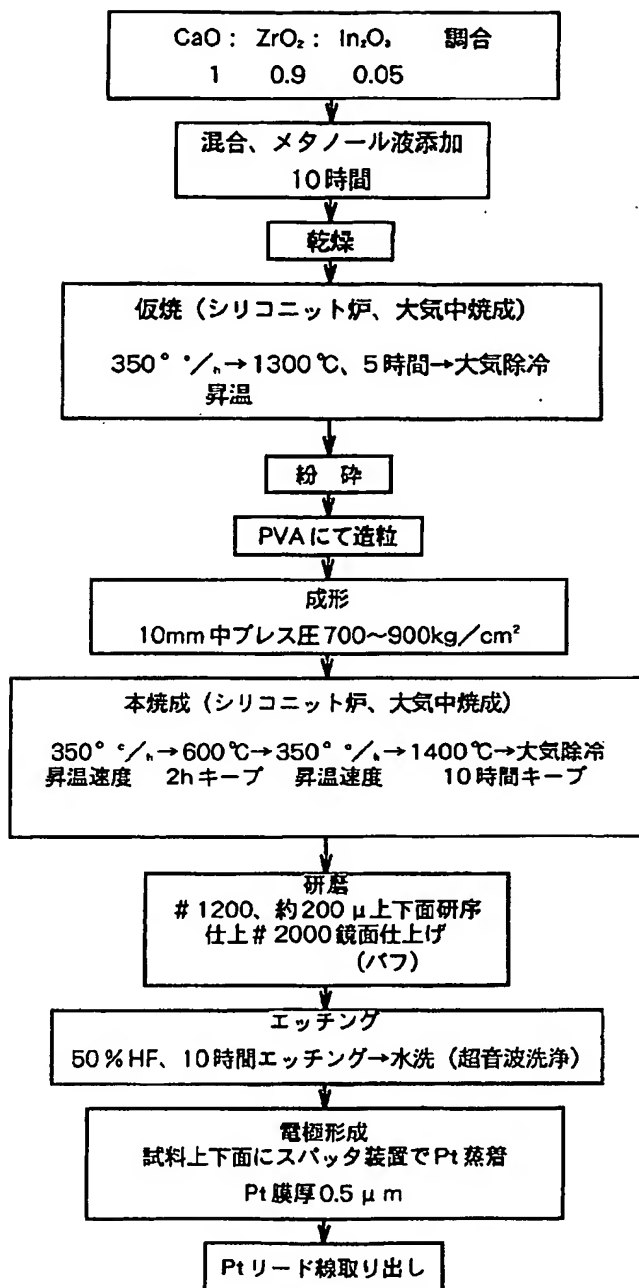 CaO : ZrO₂ : In₂O₃ 調合
1 0.9 0.05
混合、メタノール液添加
10時間
乾燥
仮焼（シリコニット炉、大気中焼成）
350°℃/h→1300℃、5時間→大気除冷
昇温
粉 砕
PVAにて造粒
成形
10mm中プレス圧700～900kg/cm²
本焼成（シリコニット炉、大気中焼成）
350°c/h→600℃→350°c/h→1400℃→大気除冷
昇温速度 2hキープ 昇温速度 10時間キープ
研磨
#1200、約200μ上下面研序
仕上#2000鏡面仕上げ
（バフ）
エッチング
50%HF、10時間エッチング→水洗（超音波洗浄）
電極形成
試料上下面にスパッタ装置でPt蒸着
Pt膜厚0.5μm
Ptリード線取り出し